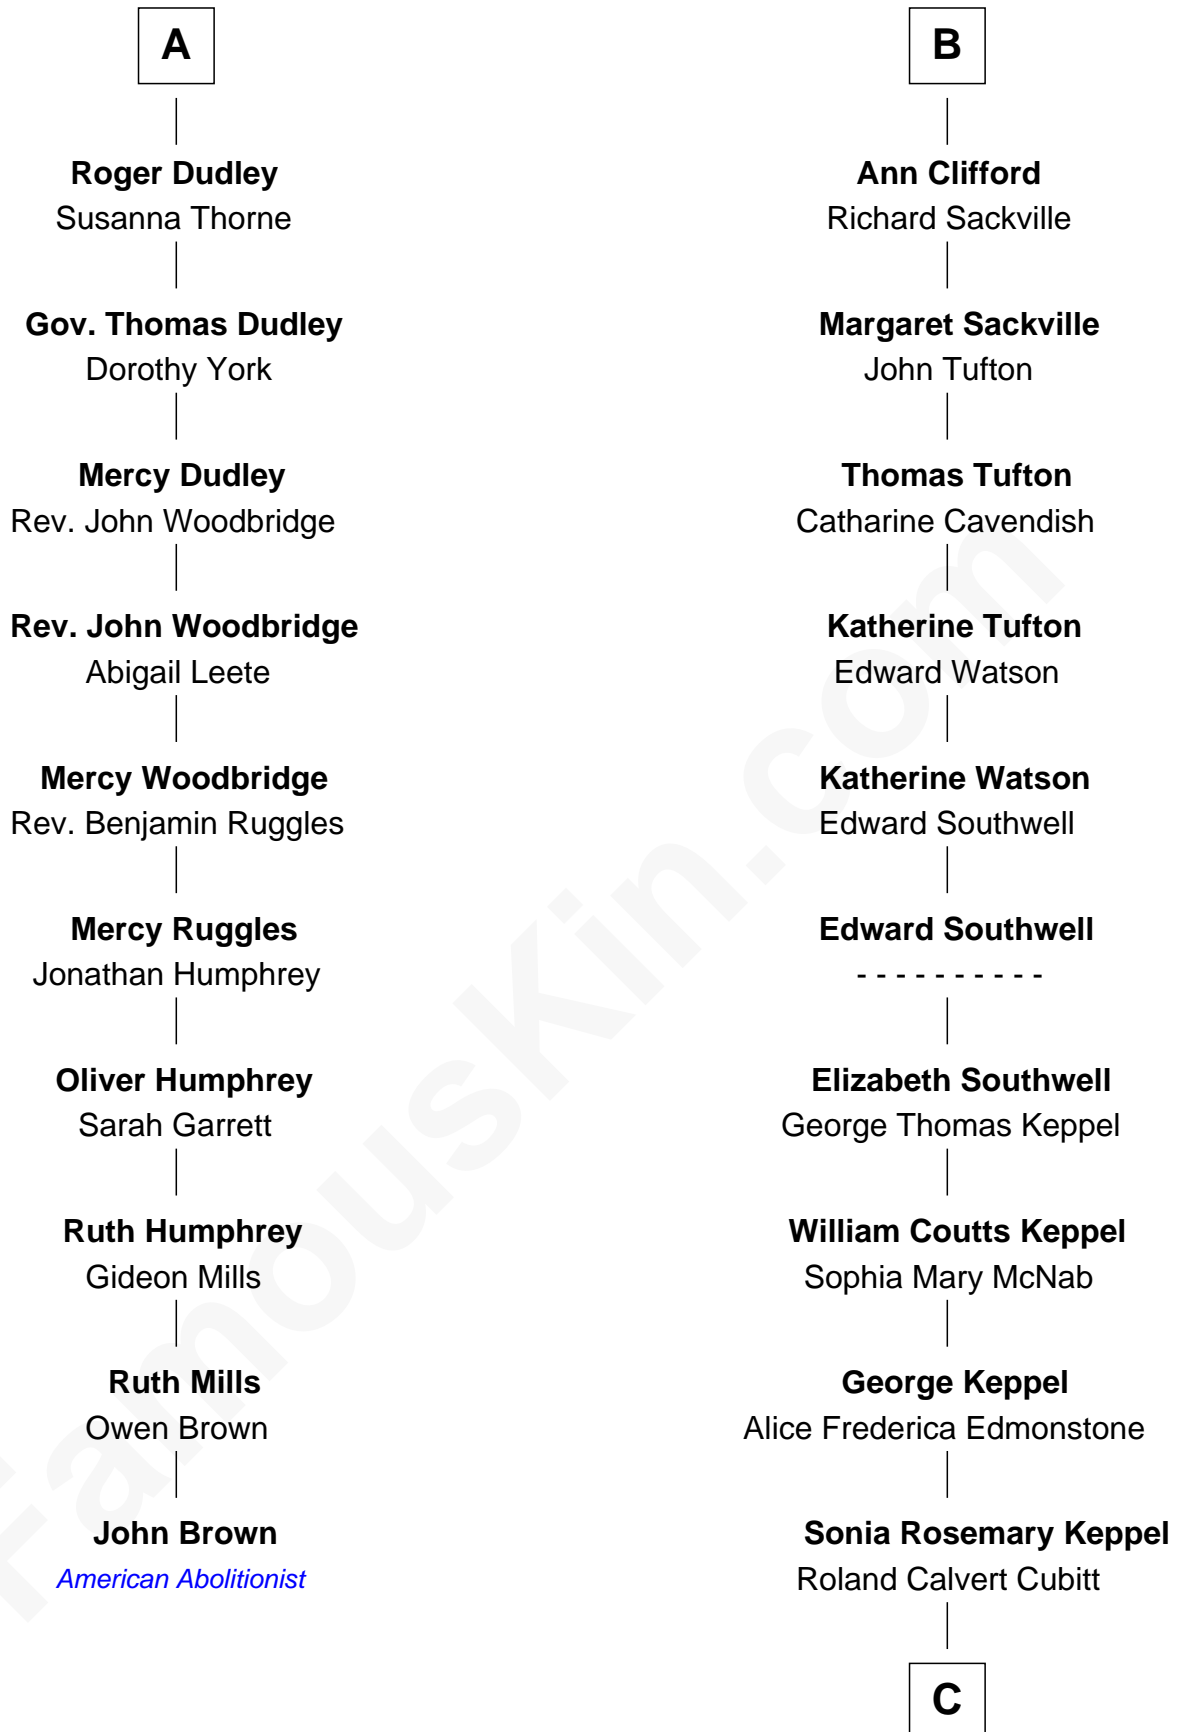 A
Roger Dudley
Susanna Thorne
Gov. Thomas Dudley
Dorothy York
Mercy Dudley
Rev. John Woodbridge
Rev. John Woodbridge
Abigail Leete
Mercy Woodbridge
Rev. Benjamin Ruggles
Mercy Ruggles
Jonathan Humphrey
Oliver Humphrey
Sarah Garrett
Ruth Humphrey
Gideon Mills
Ruth Mills
Owen Brown
John Brown
American Abolitionist
B
Ann Clifford
Richard Sackville
Margaret Sackville
John Tufton
Thomas Tufton
Catharine Cavendish
Katherine Tufton
Edward Watson
Katherine Watson
Edward Southwell
Edward Southwell
- - - - - - - - - -
Elizabeth Southwell
George Thomas Keppel
William Coutts Keppel
Sophia Mary McNab
George Keppel
Alice Frederica Edmonstone
Sonia Rosemary Keppel
Roland Calvert Cubitt
C
FamousKin.com